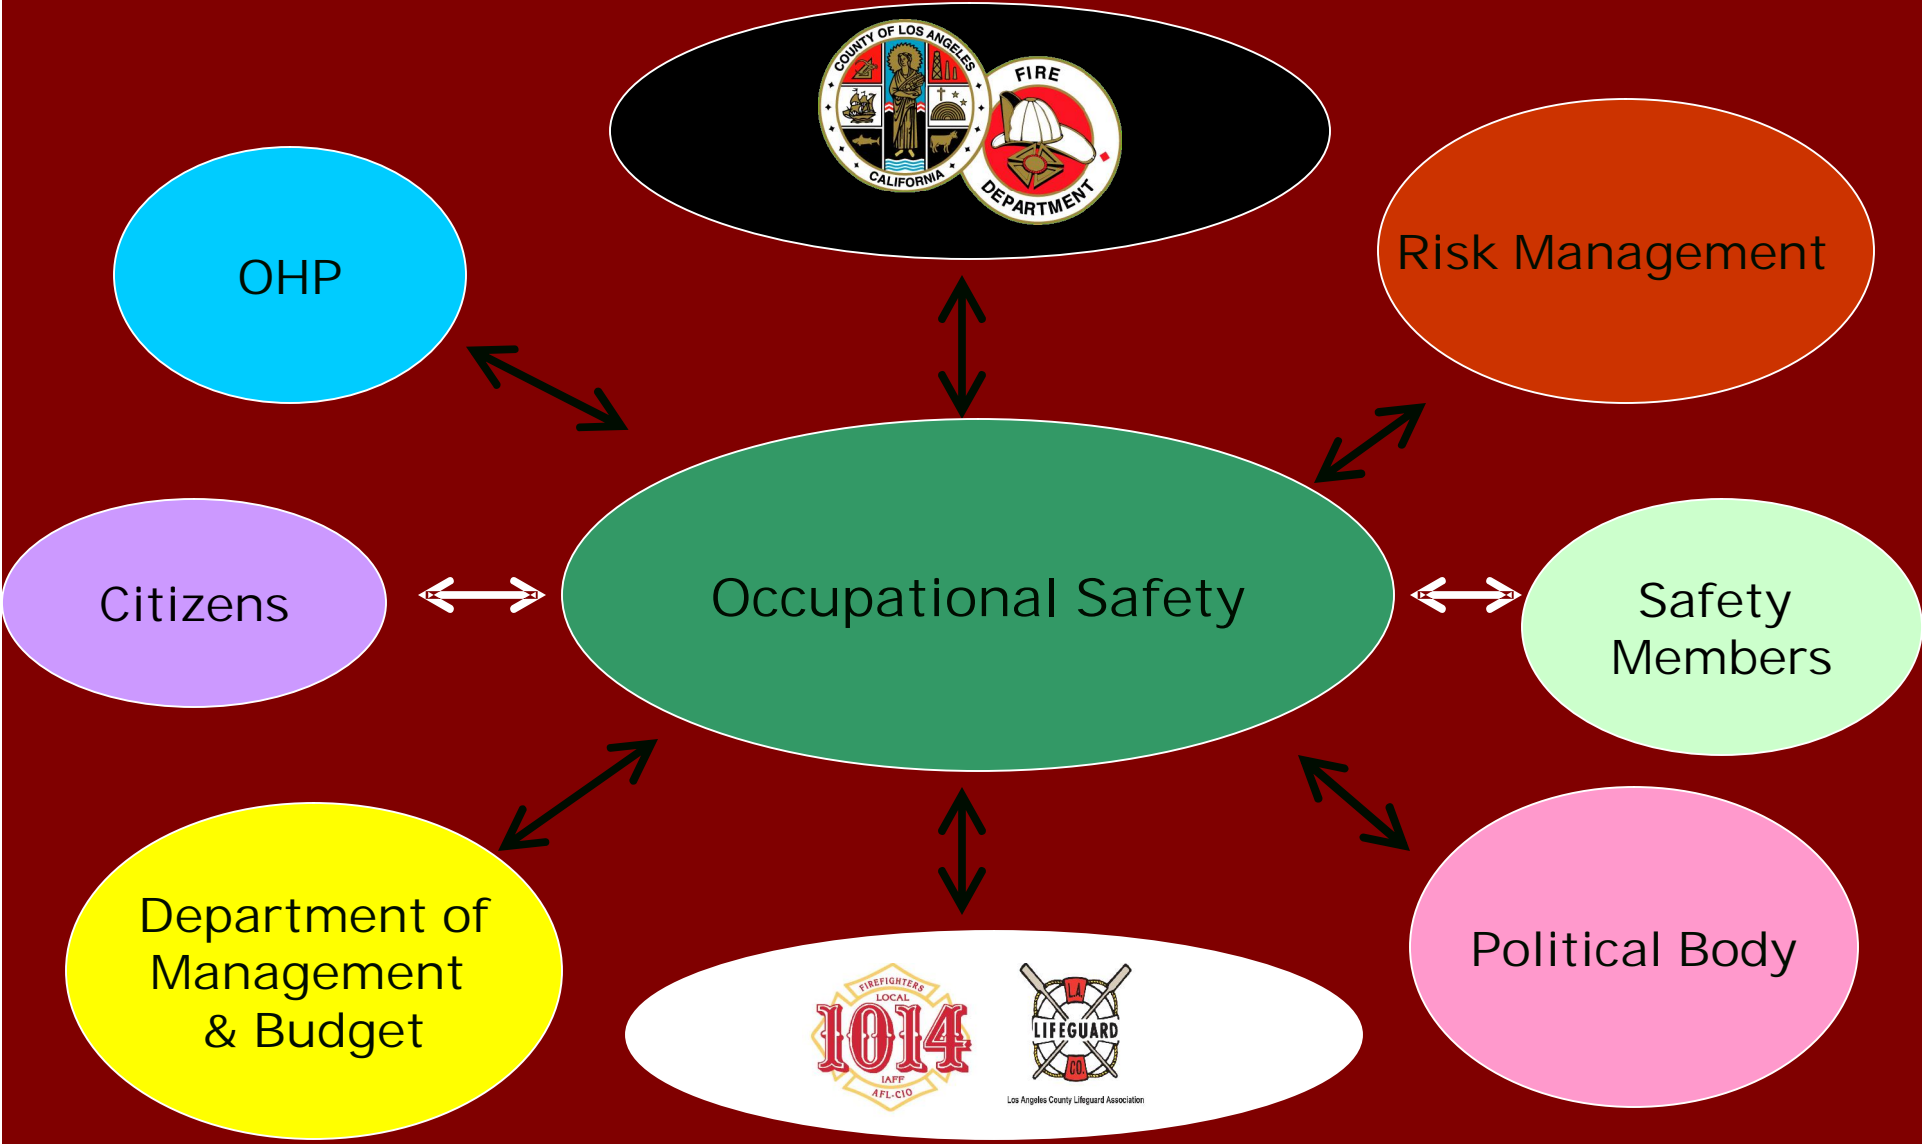 COUNTY OF LOS ANGELES
CALIFORNIA
FIRE
DEPARTMENT
OHP
Risk Management
Citizens
Occupational Safety
Safety
Members
Department of
Management
& Budget
FIREFIGHTERS
LOCAL
1014
IAFF
AFL-CIO
L.A.
LIFEGUARD
CO.
Los Angeles County Lifeguard Association
Political Body